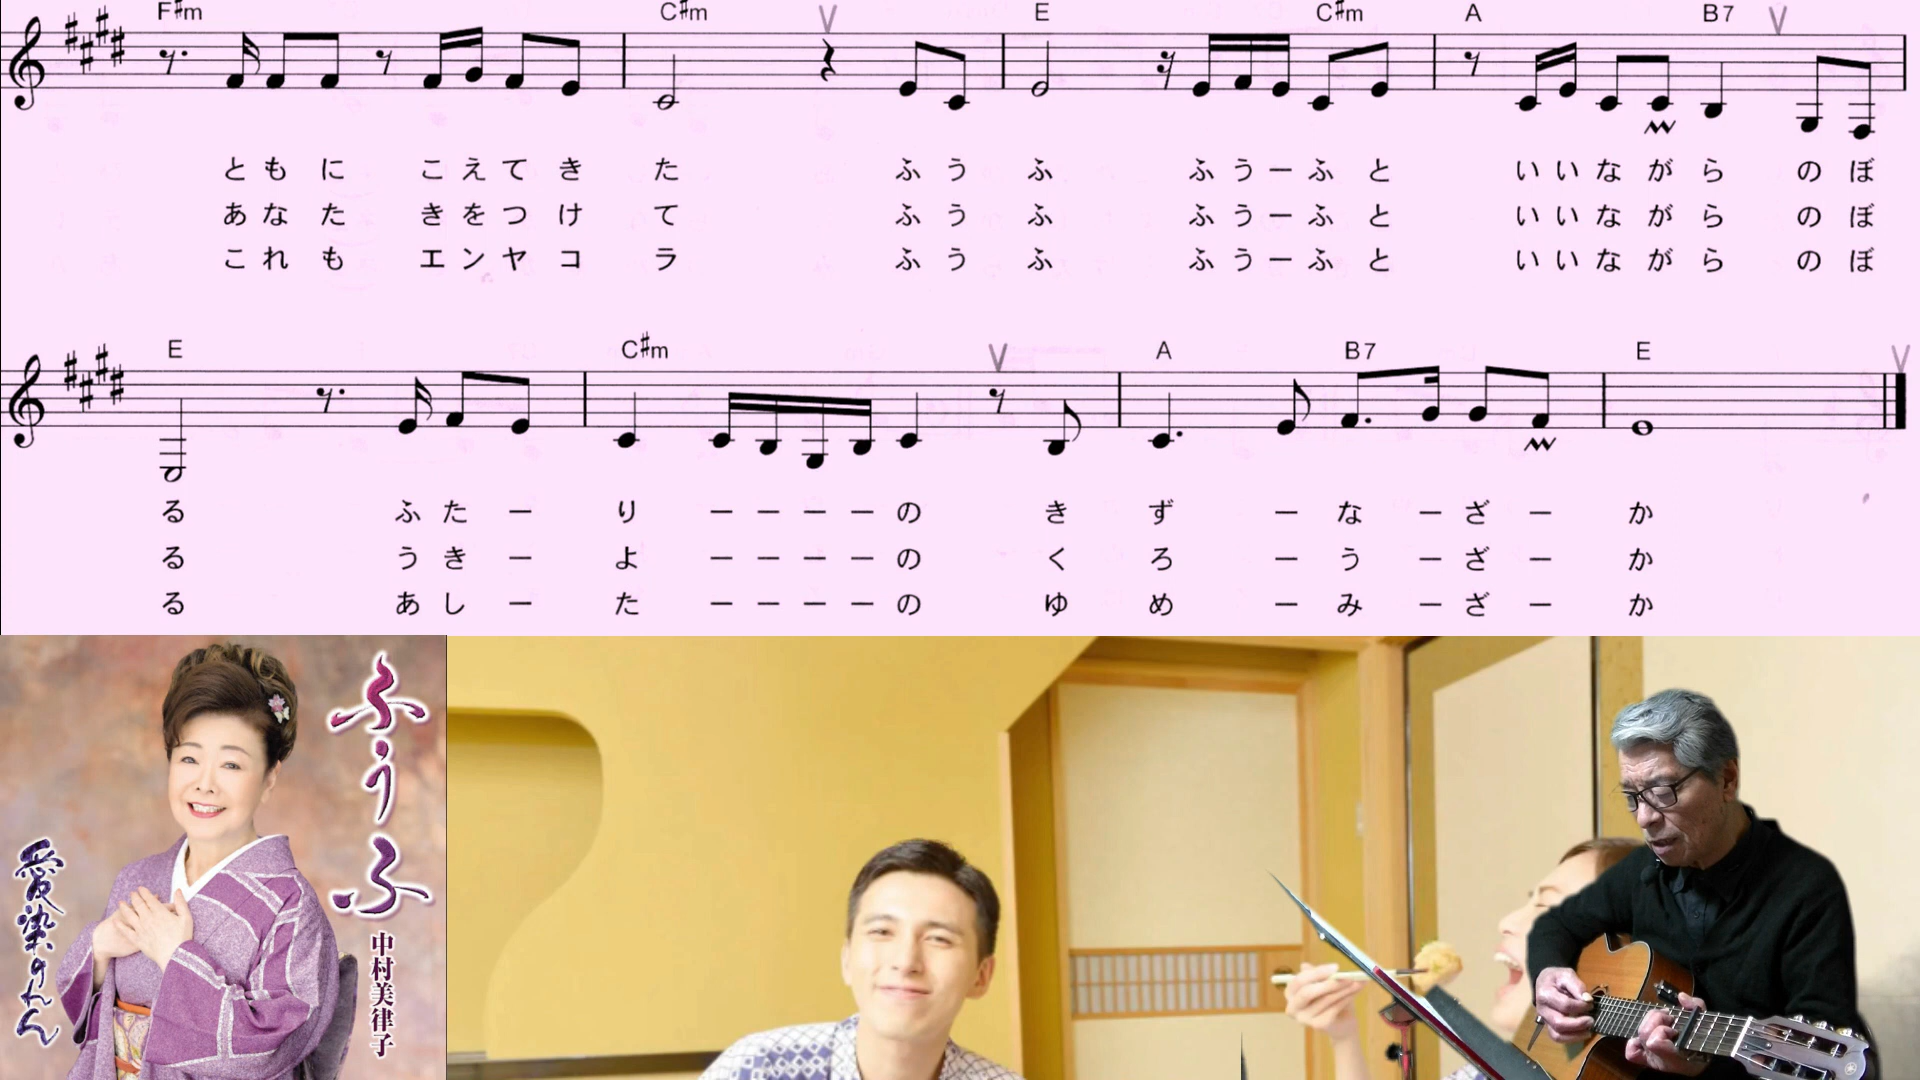 F♯m C♯m E C♯m A B7
ともに こえてきた ふうふ ふうーふと いいながら のぼ
あなた きをつけて ふうふ ふうーふと いいながら のぼ
これも エンヤコラ ふうふ ふうーふと いいながら のぼ
E C♯m A B7 E
る ふたーり ーーーーの きずーなーざーか
る うきーよ ーーーーの くろーうーざーか
る あしーた ーーーーの ゆめーみーざーか
ふうふ
中村美律子
愛染のれん